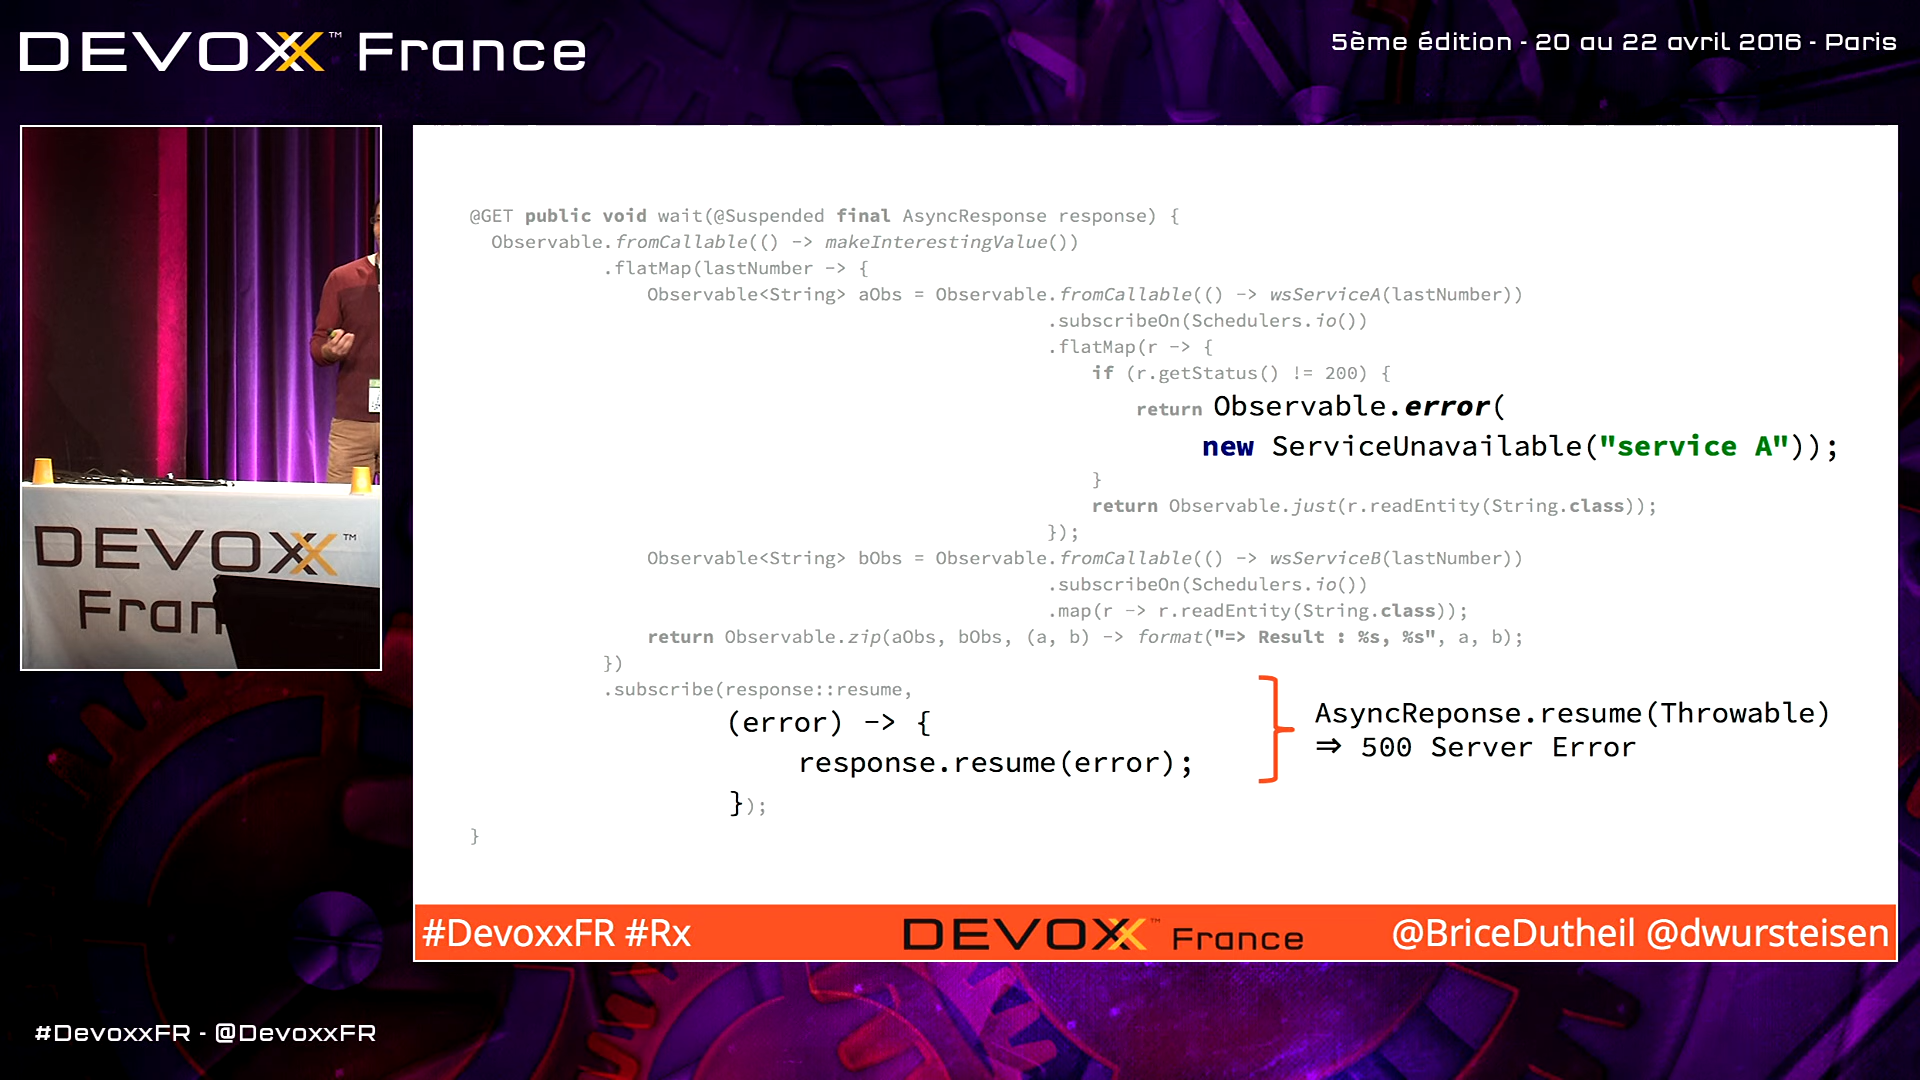 DEVOXX™ France
5ème édition - 20 au 22 avril 2016 - Paris
@GET public void wait(@Suspended final AsyncResponse response) {
Observable.fromCallable(() -> makeInterestingValue())
.flatMap(lastNumber -> {
Observable<String> aObs = Observable.fromCallable(() -> wsServiceA(lastNumber))
.subscribeOn(Schedulers.io())
.flatMap(r -> {
if (r.getStatus() != 200) {
return Observable.error(
new ServiceUnavailable("service A"));
}
return Observable.just(r.readEntity(String.class));
});
Observable<String> bObs = Observable.fromCallable(() -> wsServiceB(lastNumber))
.subscribeOn(Schedulers.io())
.map(r -> r.readEntity(String.class));
return Observable.zip(aObs, bObs, (a, b) -> format("=> Result : %s, %s", a, b);
})
.subscribe(response::resume,
(error) -> {
response.resume(error);
});
}
AsyncReponse.resume(Throwable)
⇒ 500 Server Error
#DevoxxFR #Rx
DEVOXX™ France
@BriceDutheil @dwursteisen
DEVOXX™
Fran
#DevoxxFR - @DevoxxFR